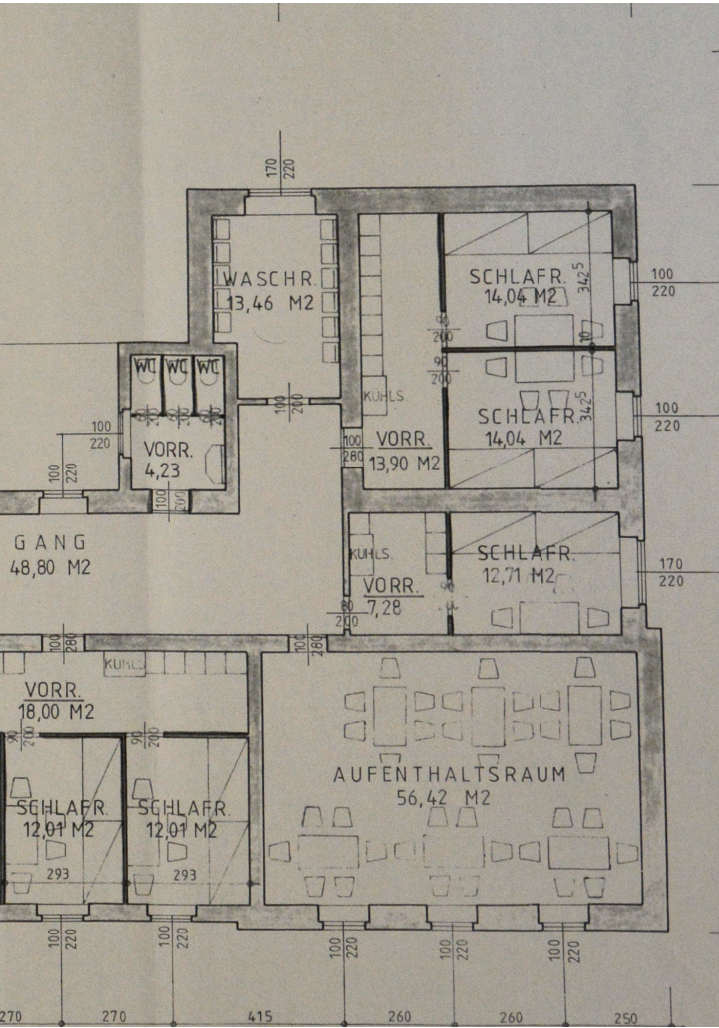 170
220
WASCHR.
13,46 M2
SCHLAFR.
14,04 M2
342⁵
100
220
10
90
200
90
200
WC
WC
WC
KÜHLS.
100
200
SCHLAFR.
14,04 M2
342⁵
100
220
100
220
VORR.
4,23
100
280
VORR.
13,90 M2
100
220
100
200
GANG
48,80 M2
KÜHLS.
VORR.
7,28
SCHLAFR.
12,71 M2
170
220
80
200
90
100
280
100
280
KÜHLS.
VORR.
18,00 M2
90
200
90
200
AUFENTHALTSRAUM
56,42 M2
SCHLAFR.
12,01 M2
SCHLAFR.
12,01 M2
293
293
100
220
100
220
100
220
100
220
100
220
270
270
415
260
260
250